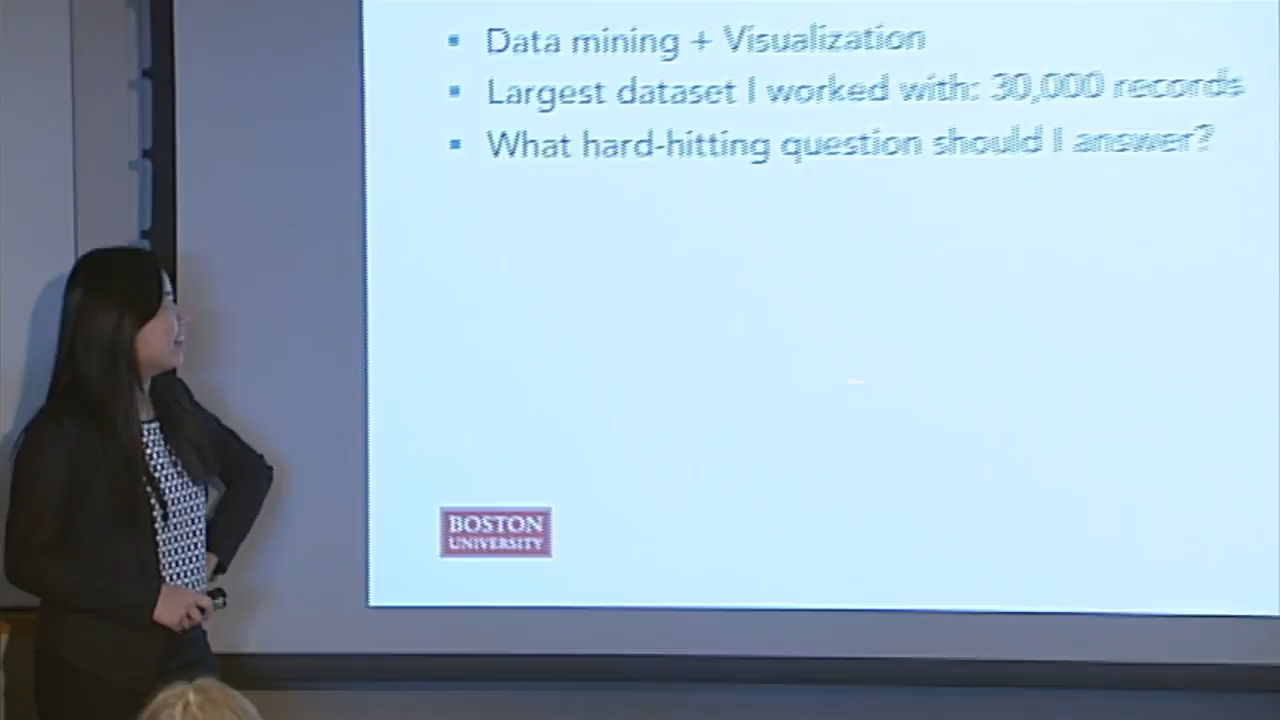 Data mining + Visualization
Largest dataset I worked with: 30,000 records
What hard-hitting question should I answer?
BOSTON
UNIVERSITY